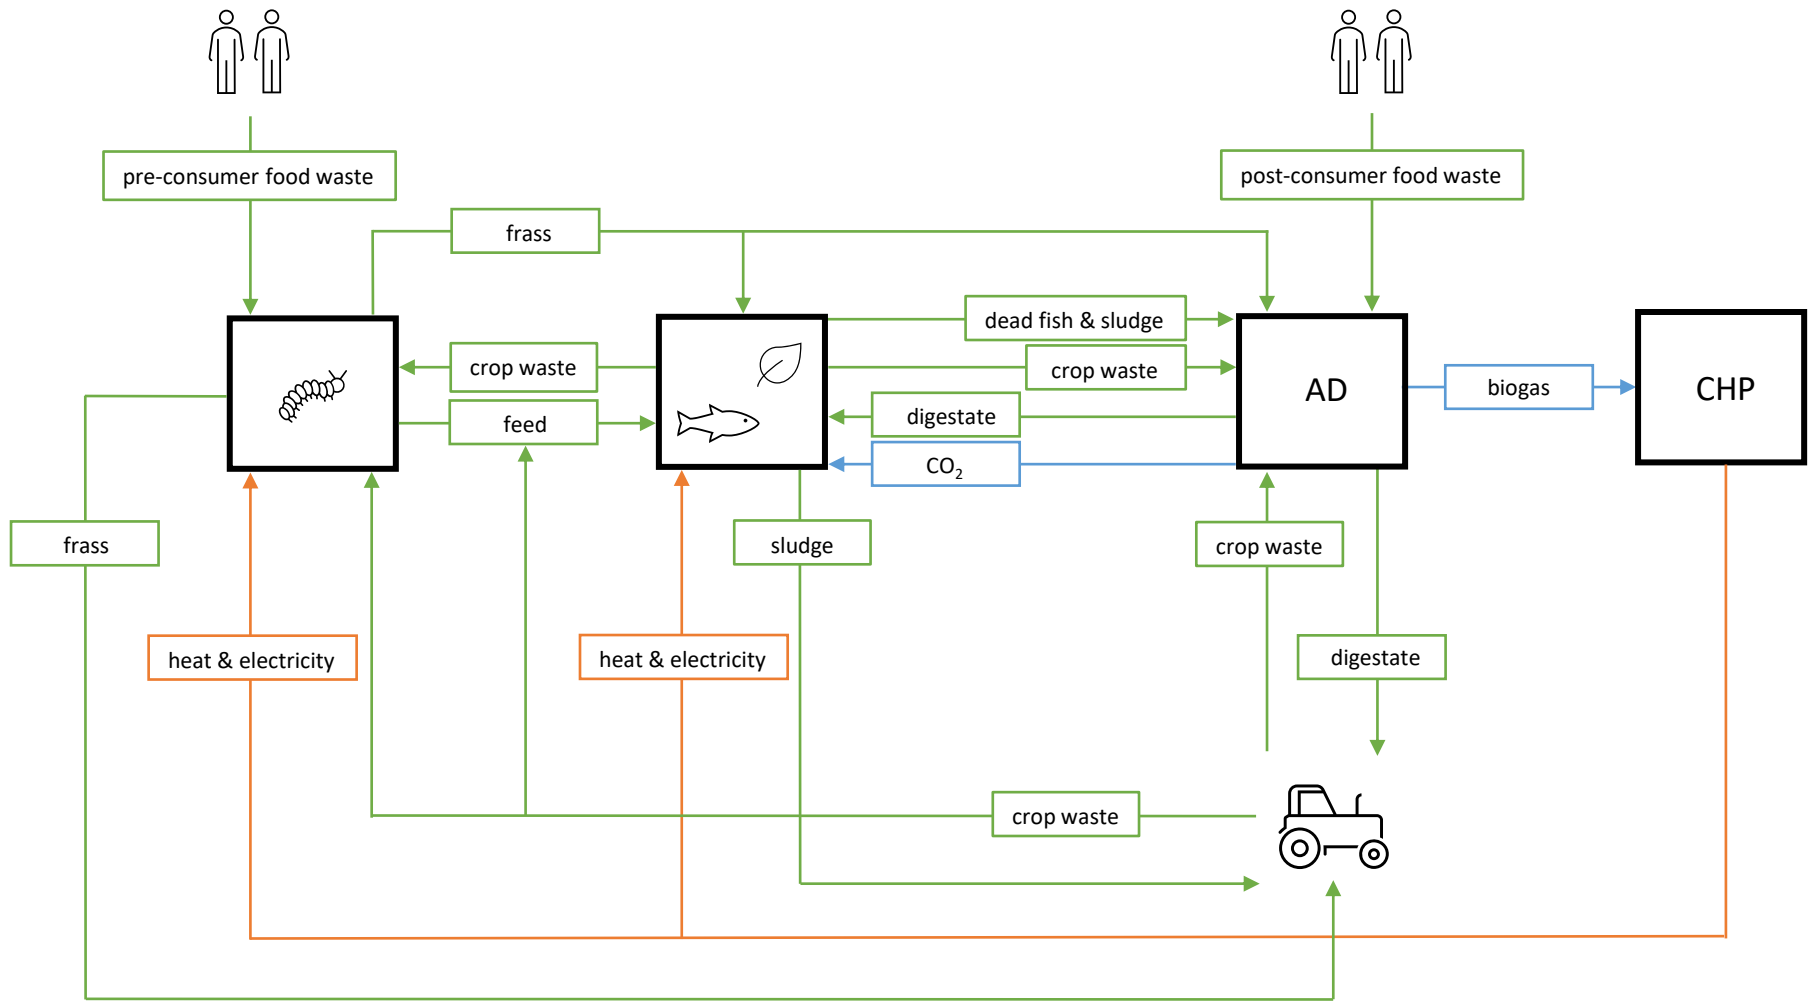 pre-consumer food waste
post-consumer food waste
frass
dead fish & sludge
crop waste
crop waste
AD
biogas
CHP
feed
digestate
CO₂
frass
sludge
crop waste
heat & electricity
heat & electricity
digestate
crop waste